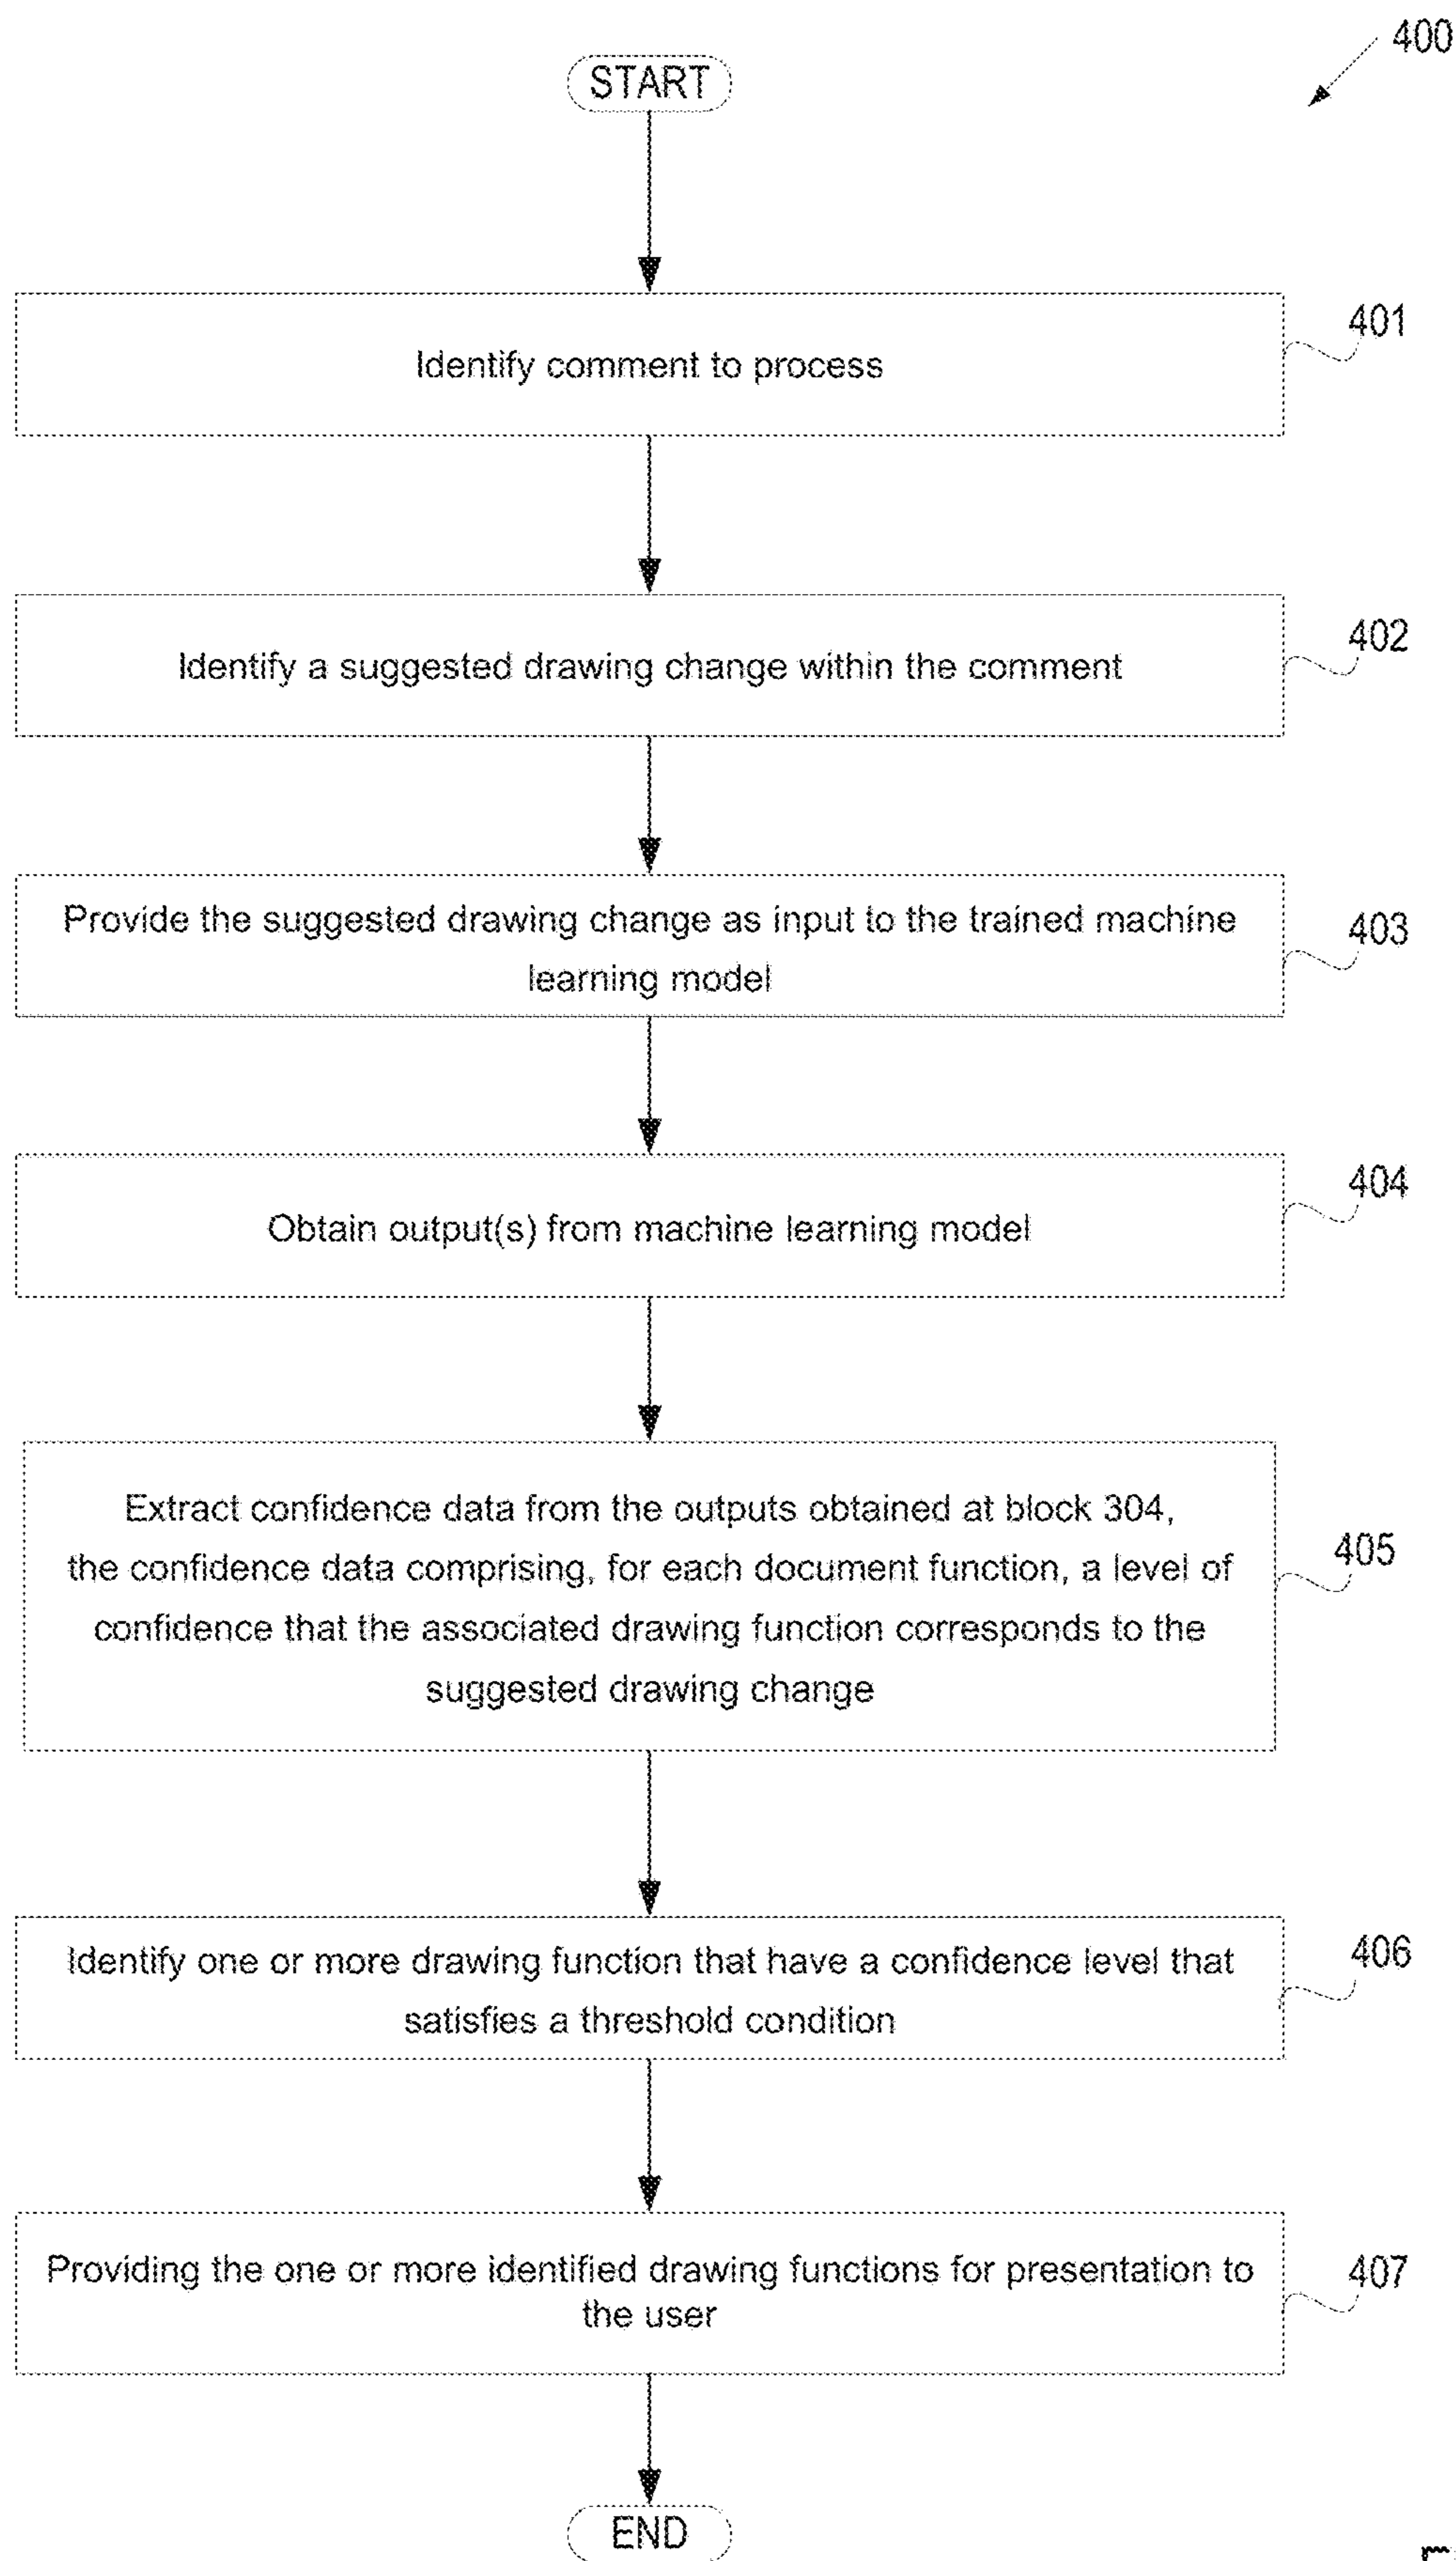 400
START
Identify comment to process
401
Identify a suggested drawing change within the comment
402
Provide the suggested drawing change as input to the trained machine
learning model
403
Obtain output(s) from machine learning model
404
Extract confidence data from the outputs obtained at block 304,
the confidence data comprising, for each document function, a level of
confidence that the associated drawing function corresponds to the
suggested drawing change
405
Identify one or more drawing function that have a confidence level that
satisfies a threshold condition
406
Providing the one or more identified drawing functions for presentation to
the user
407
END